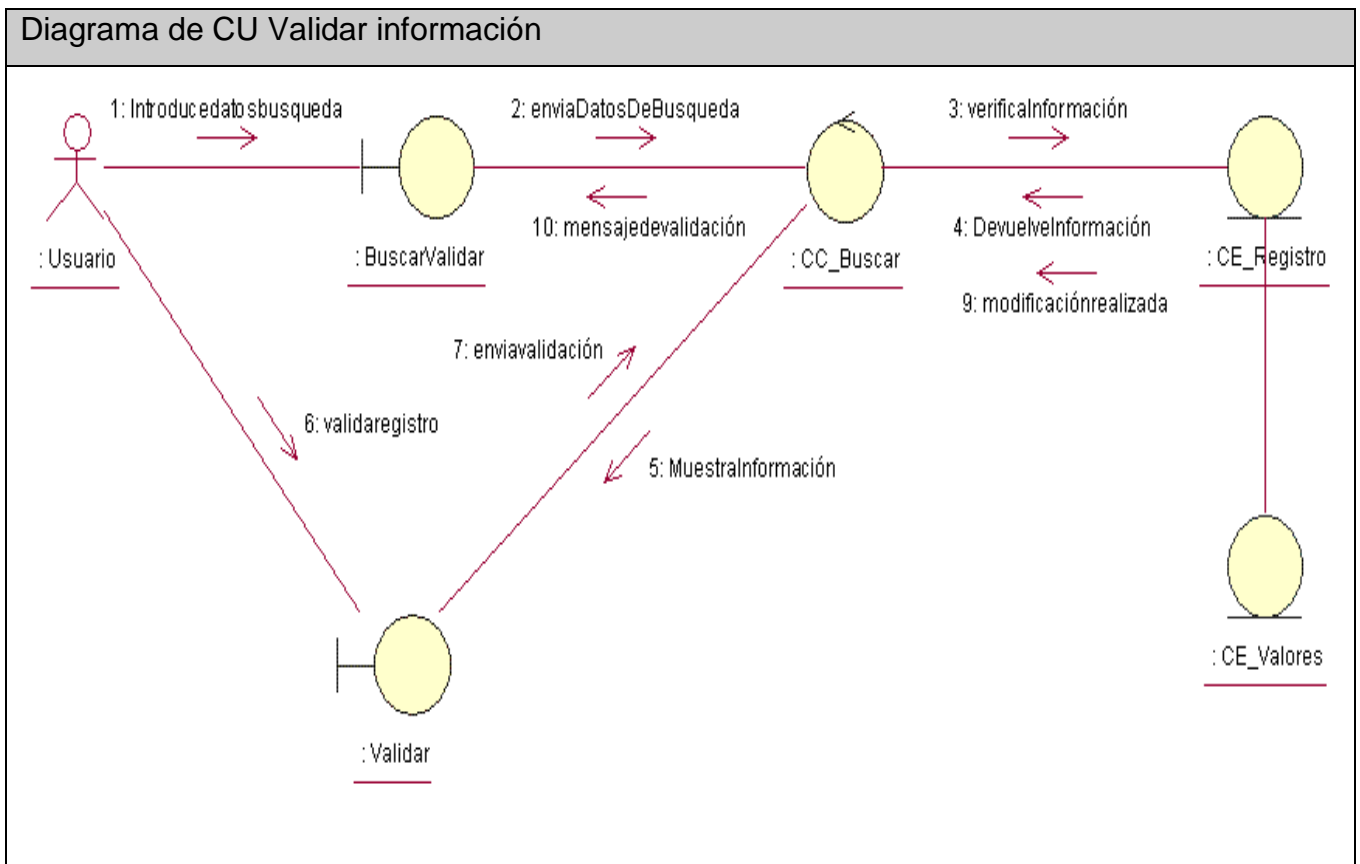 Diagrama de CU Validar información
1: Introducedatosbusqueda
2: enviaDatosDeBusqueda
3: verificaInformación
10: mensajedevalidación
4: DevuelveInformación
: Usuario
: BuscarValidar
: CC_Buscar
: CE_Registro
9: modificaciónrealizada
7: enviavalidación
6: validaregistro
5: MuestraInformación
: CE_Valores
: Validar